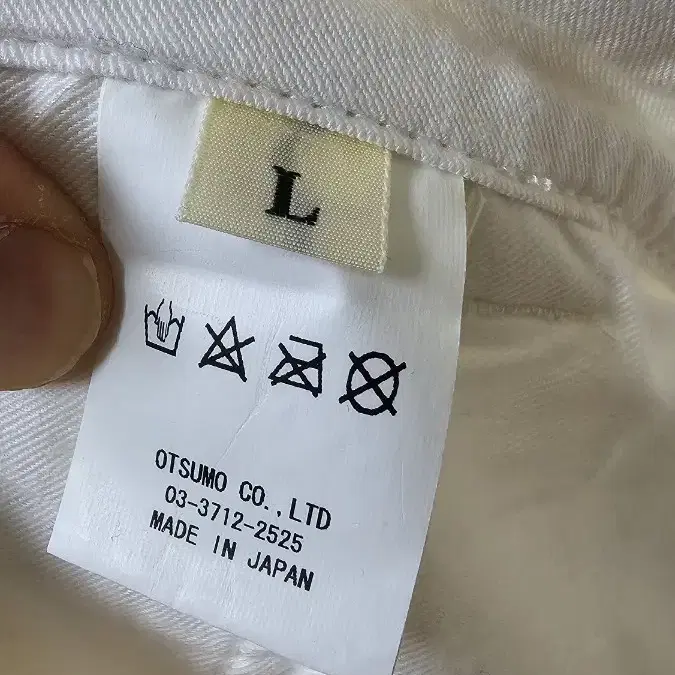 L
OTSUMO CO.,LTD
03-3712-2525
MADE IN JAPAN